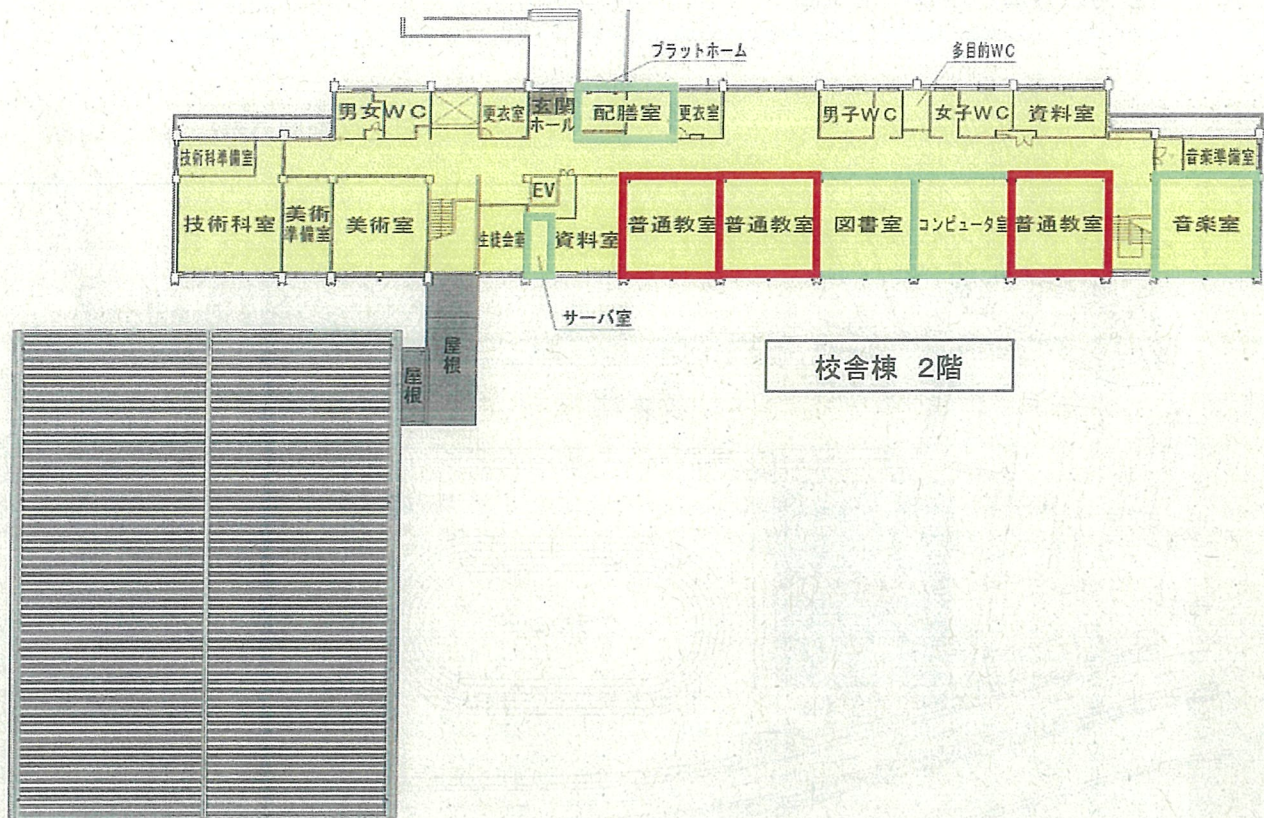 プラットホーム
多目的WC
男女WC
更衣室
玄関
ホール
配膳室
更衣室
男子WC
女子WC
資料室
技術科準備室
音楽準備室
EV
技術科室
美術
準備室
美術室
生徒会室
資料室
普通教室
普通教室
図書室
コンピュータ室
普通教室
音楽室
サーバ室
屋根
屋根
校舎棟 2階